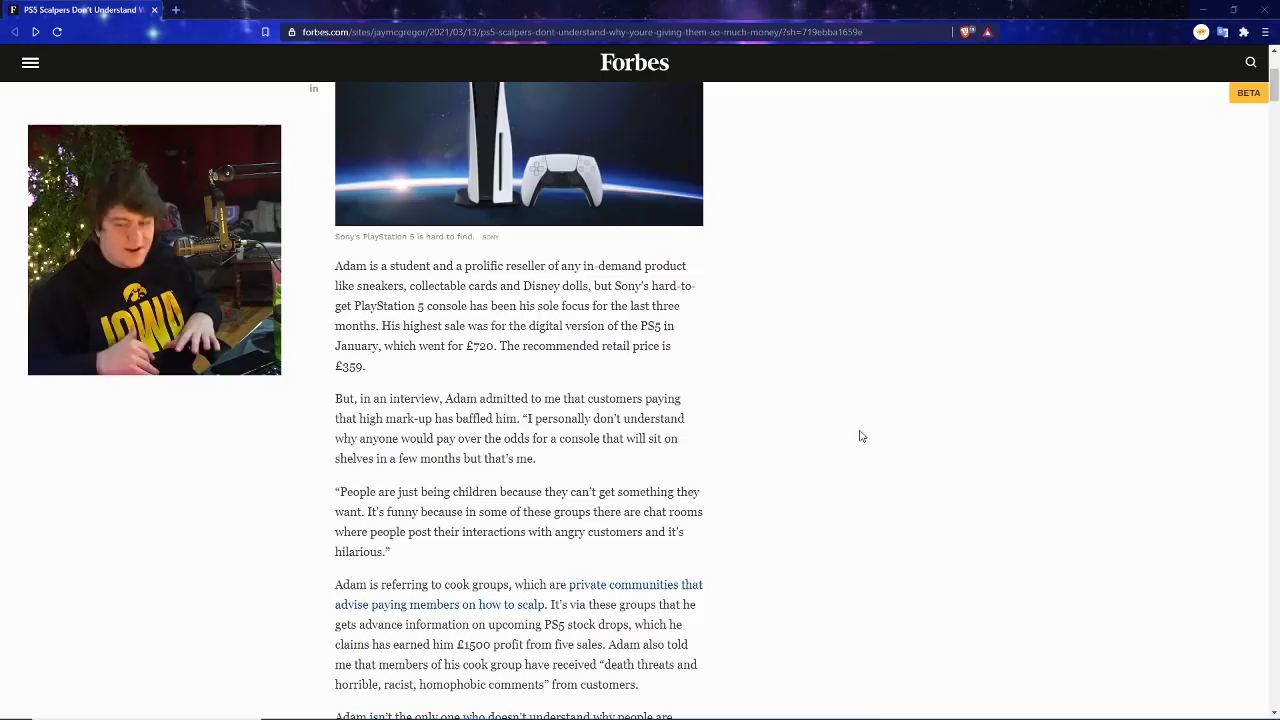 F PS5 Scalpers Don't Understand
forbes.com/sites/jaymcgregor/2021/03/13/ps5-scalpers-dont-understand-why-youre-giving-them-so-much-money/?sh=719ebba1659e
Forbes
BETA
in
IOWA
Sony's PlayStation 5 is hard to find. SONY
Adam is a student and a prolific reseller of any in-demand product
like sneakers, collectable cards and Disney dolls, but Sony's hard-to-
get PlayStation 5 console has been his sole focus for the last three
months. His highest sale was for the digital version of the PS5 in
January, which went for £720. The recommended retail price is
£359.
But, in an interview, Adam admitted to me that customers paying
that high mark-up has baffled him. “I personally don’t understand
why anyone would pay over the odds for a console that will sit on
shelves in a few months but that’s me.
“People are just being children because they can’t get something they
want. It’s funny because in some of these groups there are chat rooms
where people post their interactions with angry customers and it’s
hilarious.”
Adam is referring to cook groups, which are private communities that
advise paying members on how to scalp. It’s via these groups that he
gets advance information on upcoming PS5 stock drops, which he
claims has earned him £1500 profit from five sales. Adam also told
me that members of his cook group have received “death threats and
horrible, racist, homophobic comments” from customers.
Adam isn’t the only one who doesn’t understand why people are